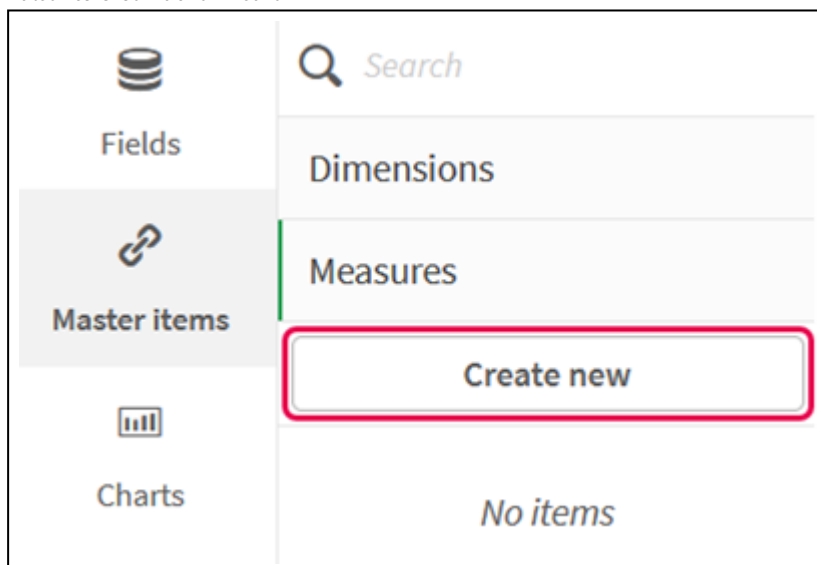 Search
Fields
Dimensions
Measures
Master items
Create new
Charts
No items